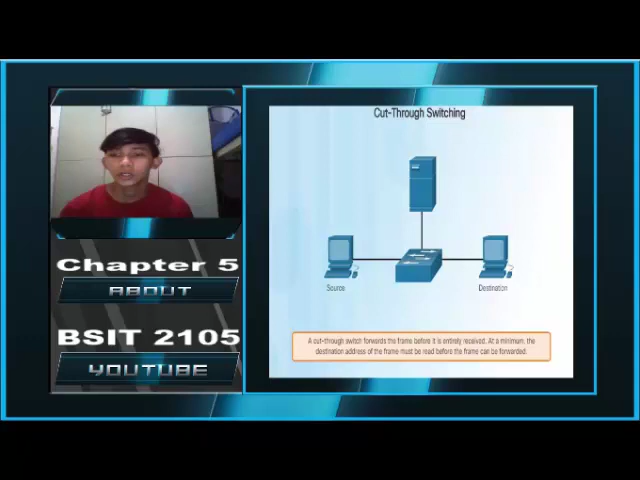 Cut-Through Switching
Source
Destination
A cut-through switch forwards the frame before it is entirely received. At a minimum, the
destination address of the frame must be read before the frame can be forwarded.
Chapter 5
ABOUT
BSIT 2105
YOUTUBE